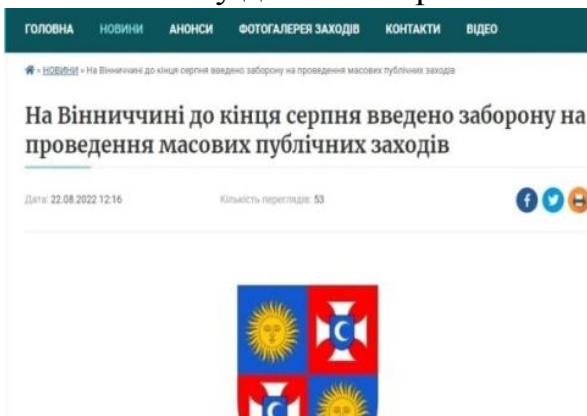 ГОЛОВНА НОВИНИ АНОНСИ ФОТОГАЛЕРЕЯ ЗАХОДІВ КОНТАКТИ ВІДЕО
» НОВИНИ » На Вінниччині до кінця серпня введено заборону на проведення масових публічних заходів
На Вінниччині до кінця серпня введено заборону на
проведення масових публічних заходів
Дата: 22.08.2022 12:16 Кількість переглядів: 53